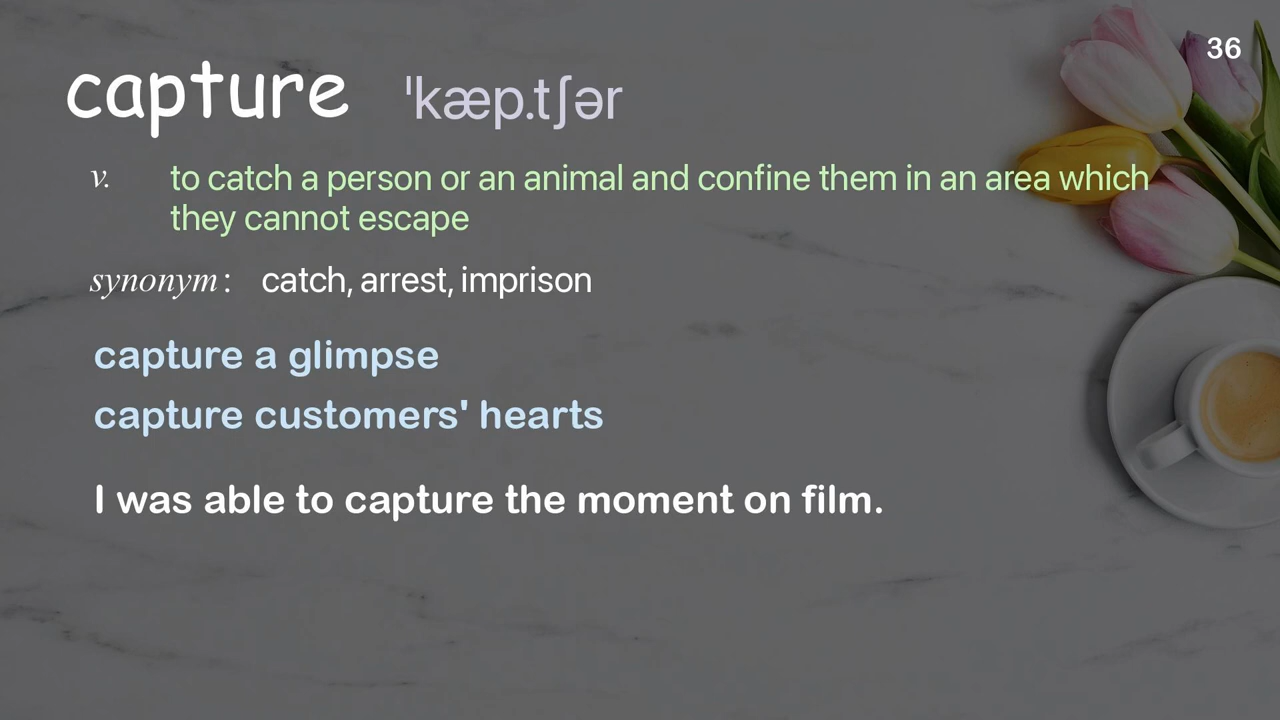 36
capture ˈkæp.tʃər
v. to catch a person or an animal and confine them in an area which
they cannot escape
synonym: catch, arrest, imprison
capture a glimpse
capture customers' hearts
I was able to capture the moment on film.